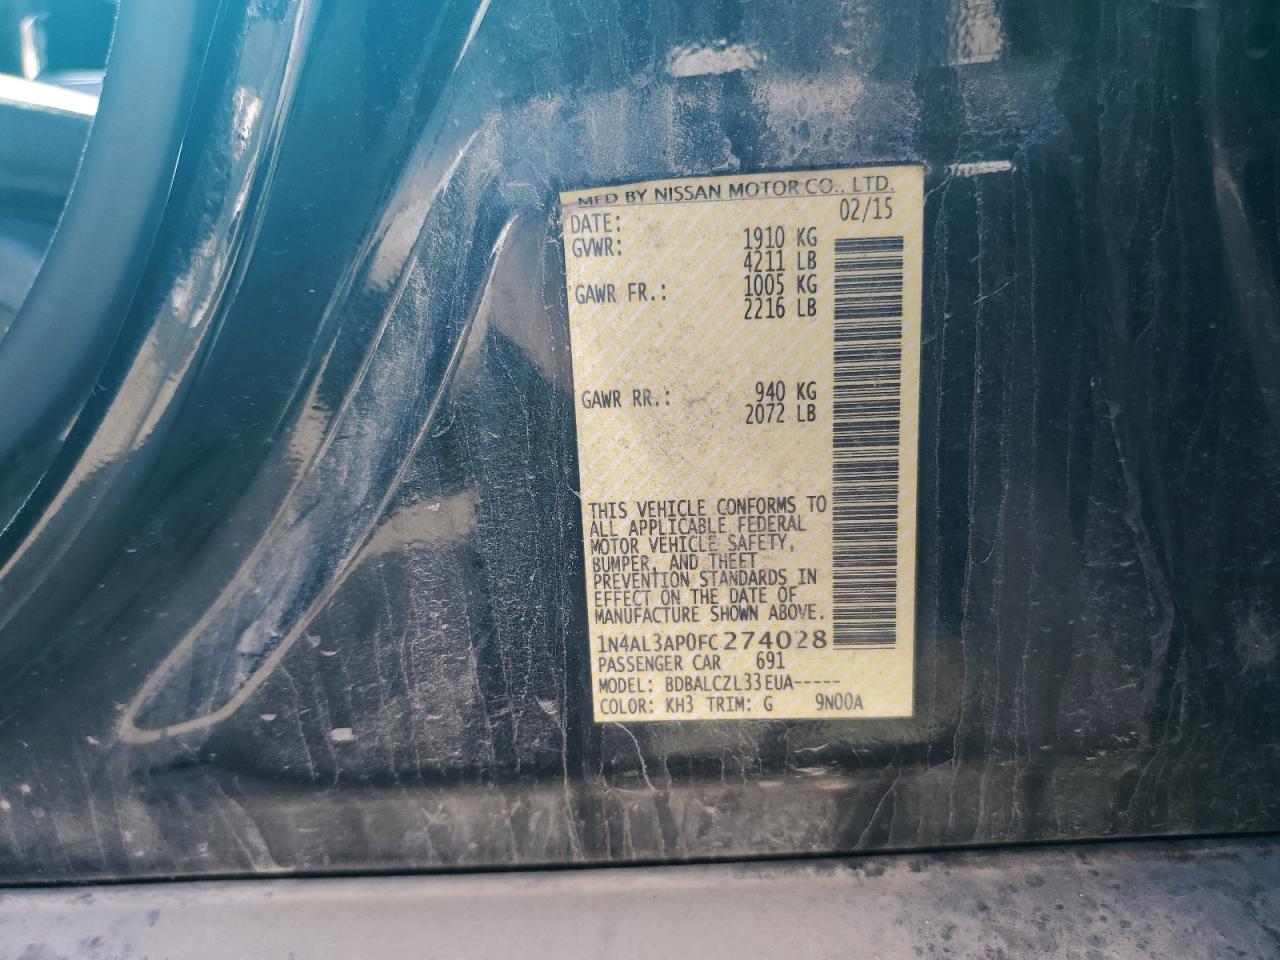 MFD BY NISSAN MOTOR CO., LTD.
DATE: 02/15
GVWR: 1910 KG
4211 LB
GAWR FR.: 1005 KG
2216 LB
GAWR RR.: 940 KG
2072 LB
THIS VEHICLE CONFORMS TO
ALL APPLICABLE FEDERAL
MOTOR VEHICLE SAFETY,
BUMPER, AND THEFT
PREVENTION STANDARDS IN
EFFECT ON THE DATE OF
MANUFACTURE SHOWN ABOVE.
1N4AL3AP0FC274028
PASSENGER CAR 691
MODEL: BDBALCZL33EUA-----
COLOR: KH3 TRIM: G 9N00A